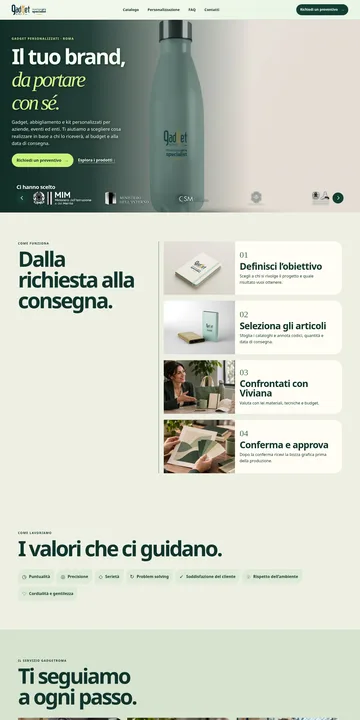 Gadget
Catalogo
Personalizzazione
FAQ
Contatti
Richiedi un preventivo
GADGET PERSONALIZZATI · ROMA
Il tuo brand,
da portare
con sé.
Gadget, abbigliamento e kit personalizzati per
aziende, eventi ed enti. Ti aiutiamo a scegliere cosa
realizzare in base a chi lo riceverà, al budget e alla
data di consegna.
Richiedi un preventivo →
Esplora i prodotti ↓
Gadget
Ci hanno scelto
MIM
CSM
COME FUNZIONA
Dalla
richiesta alla
consegna.
01
Definisci l'obiettivo
Scegli a chi si rivolge il progetto e quale
risultato vuoi ottenere.
02
Seleziona gli articoli
Sfoglia i cataloghi e annota codici, quantità e
data di consegna.
03
Confrontati con
Viviana
Valuta con lei materiali, tecniche e budget.
04
Conferma e approva
Dopo la conferma ricevi la bozza grafica prima
della produzione.
COME LAVORIAMO
I valori che ci guidano.
Puntualità
Precisione
Serietà
Problem solving
Soddisfazione del cliente
Rispetto dell'ambiente
Cordialità e gentilezza
IL SERVIZIO GADGETROMA
Ti seguiamo
a ogni passo.